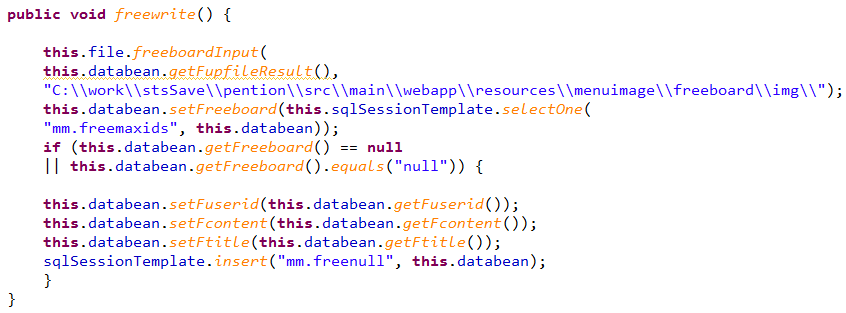 public void freewrite() {
this.file.freeboardInput(
this.databean.getFupfileResult(),
"C:\\work\\stsSave\\pention\\src\\main\\webapp\\resources\\menuimage\\freeboard\\img\\");
this.databean.setFreeboard(this.sqlSessionTemplate.selectOne(
"mm.freemaxids", this.databean));
if (this.databean.getFreeboard() == null
|| this.databean.getFreeboard().equals("null")) {
this.databean.setFuserid(this.databean.getFuserid());
this.databean.setFcontent(this.databean.getFcontent());
this.databean.setFtitle(this.databean.getFtitle());
sqlSessionTemplate.insert("mm.freenull", this.databean);
}
}